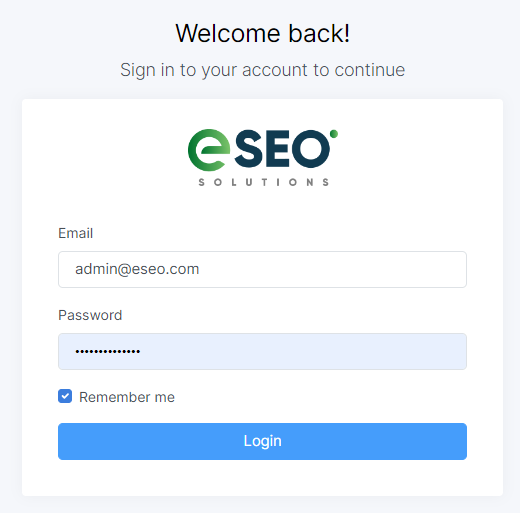 Welcome back!
Sign in to your account to continue
eSEO
SOLUTIONS
Email
admin@eseo.com
Password
••••••••••••••
Remember me
Login